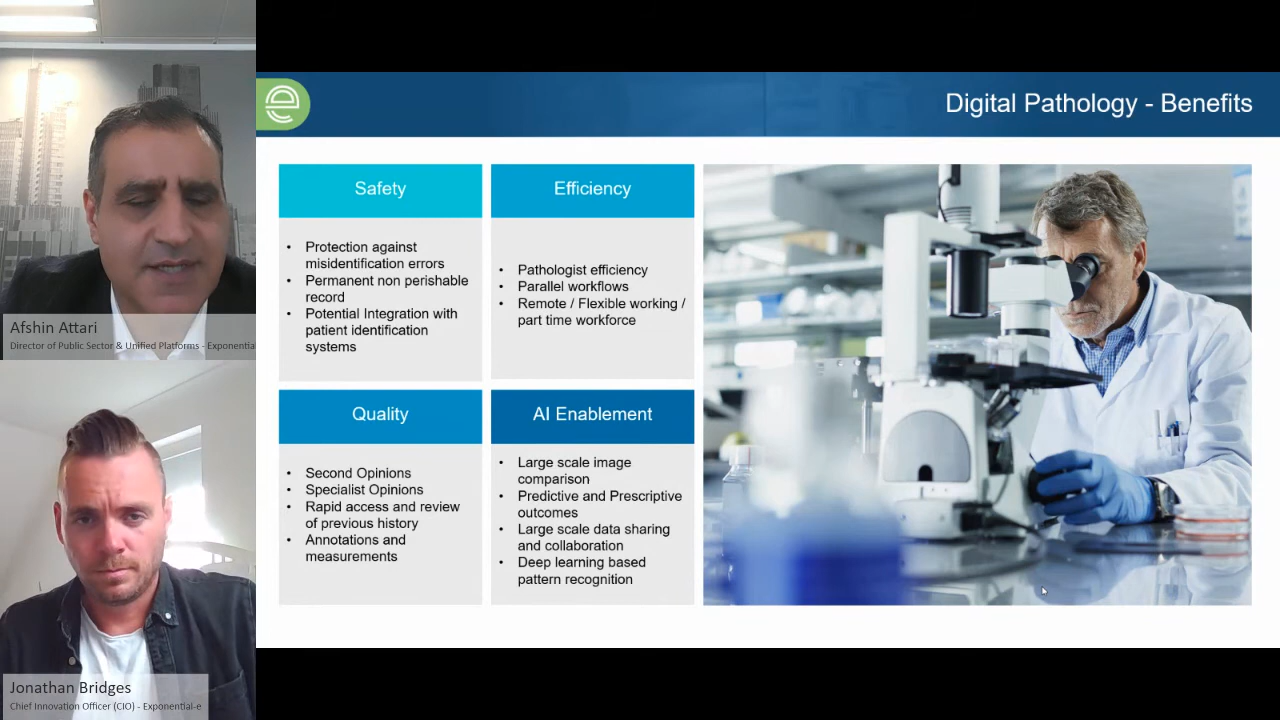 Digital Pathology - Benefits
Safety
Protection against
misidentification errors
Permanent non perishable
record
Potential Integration with
patient identification
systems
Efficiency
Pathologist efficiency
Parallel workflows
Remote / Flexible working /
part time workforce
Quality
Second Opinions
Specialist Opinions
Rapid access and review
of previous history
Annotations and
measurements
AI Enablement
Large scale image
comparison
Predictive and Prescriptive
outcomes
Large scale data sharing
and collaboration
Deep learning based
pattern recognition
Afshin Attari
Director of Public Sector & Unified Platforms - Exponential
Jonathan Bridges
Chief Innovation Officer (CIO) - Exponential-e